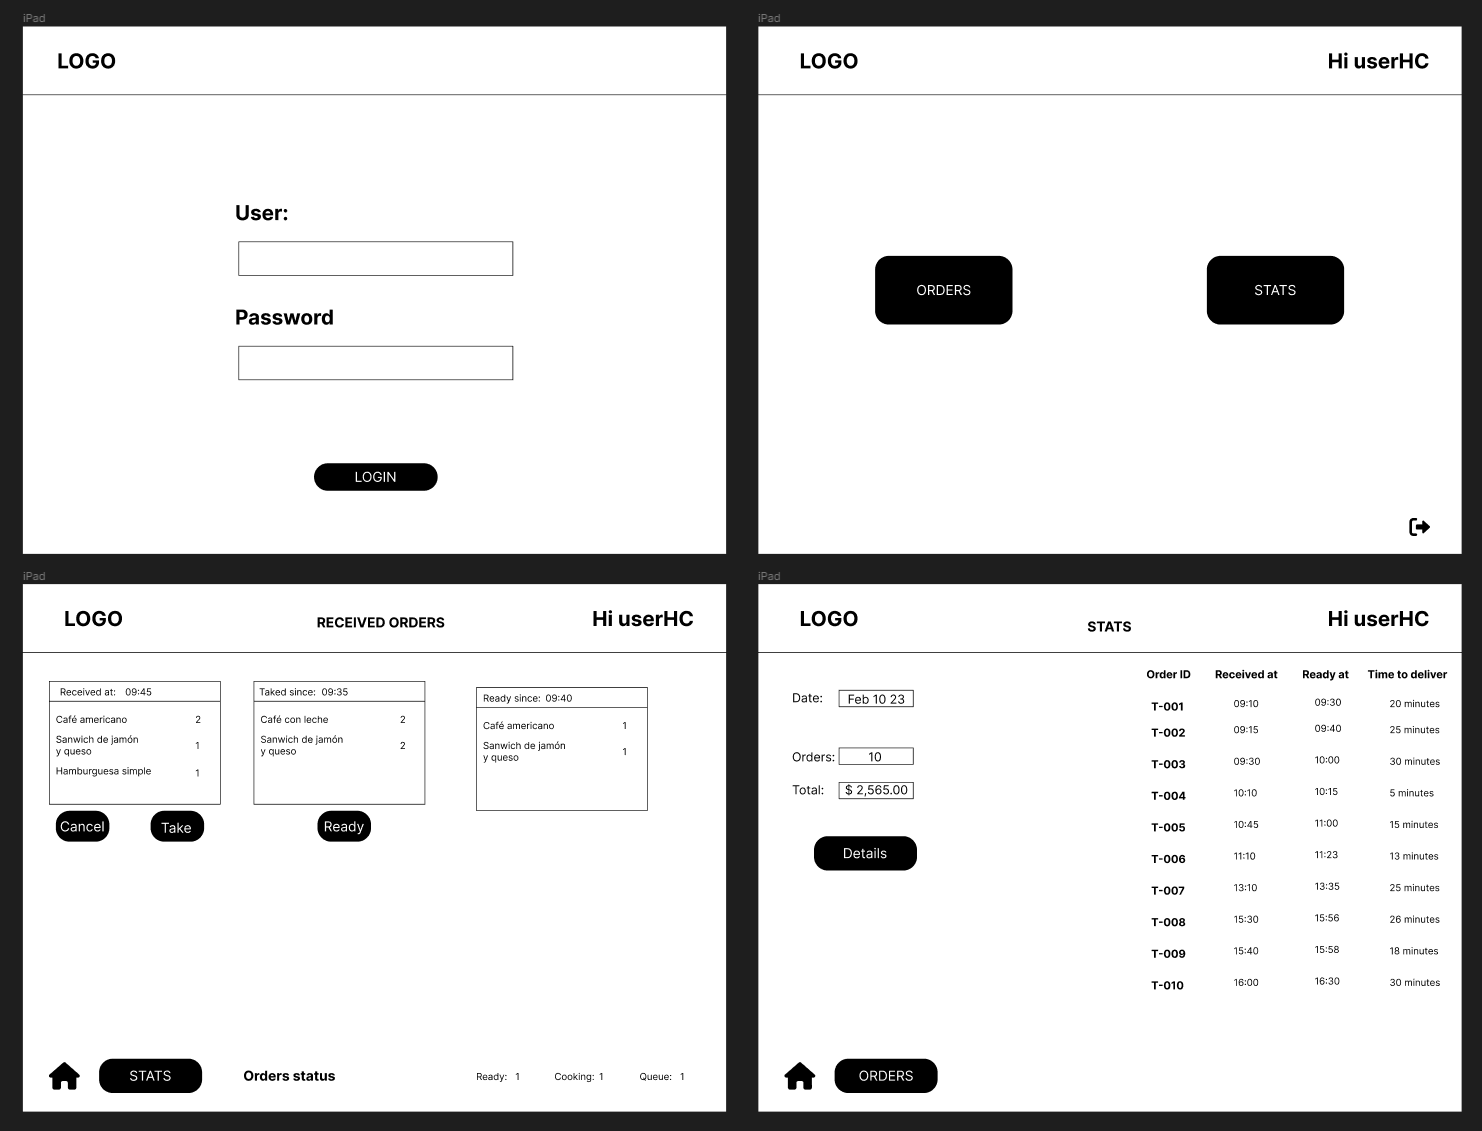 iPad
LOGO
User:
Password
LOGIN
iPad
LOGO
Hi userHC
ORDERS
STATS
iPad
LOGO
RECEIVED ORDERS
Hi userHC
Received at: 09:45
Café americano 2
Sanwich de jamón
y queso 1
Hamburguesa simple 1
Cancel
Take
Taked since: 09:35
Café con leche 2
Sanwich de jamón
y queso 2
Ready
Ready since: 09:40
Café americano 1
Sanwich de jamón
y queso 1
STATS
Orders status
Ready: 1
Cooking: 1
Queue: 1
iPad
LOGO
STATS
Hi userHC
Date: Feb 10 23
Orders: 10
Total: $ 2,565.00
Details
Order ID Received at Ready at Time to deliver
T-001 09:10 09:30 20 minutes
T-002 09:15 09:40 25 minutes
T-003 09:30 10:00 30 minutes
T-004 10:10 10:15 5 minutes
T-005 10:45 11:00 15 minutes
T-006 11:10 11:23 13 minutes
T-007 13:10 13:35 25 minutes
T-008 15:30 15:56 26 minutes
T-009 15:40 15:58 18 minutes
T-010 16:00 16:30 30 minutes
ORDERS